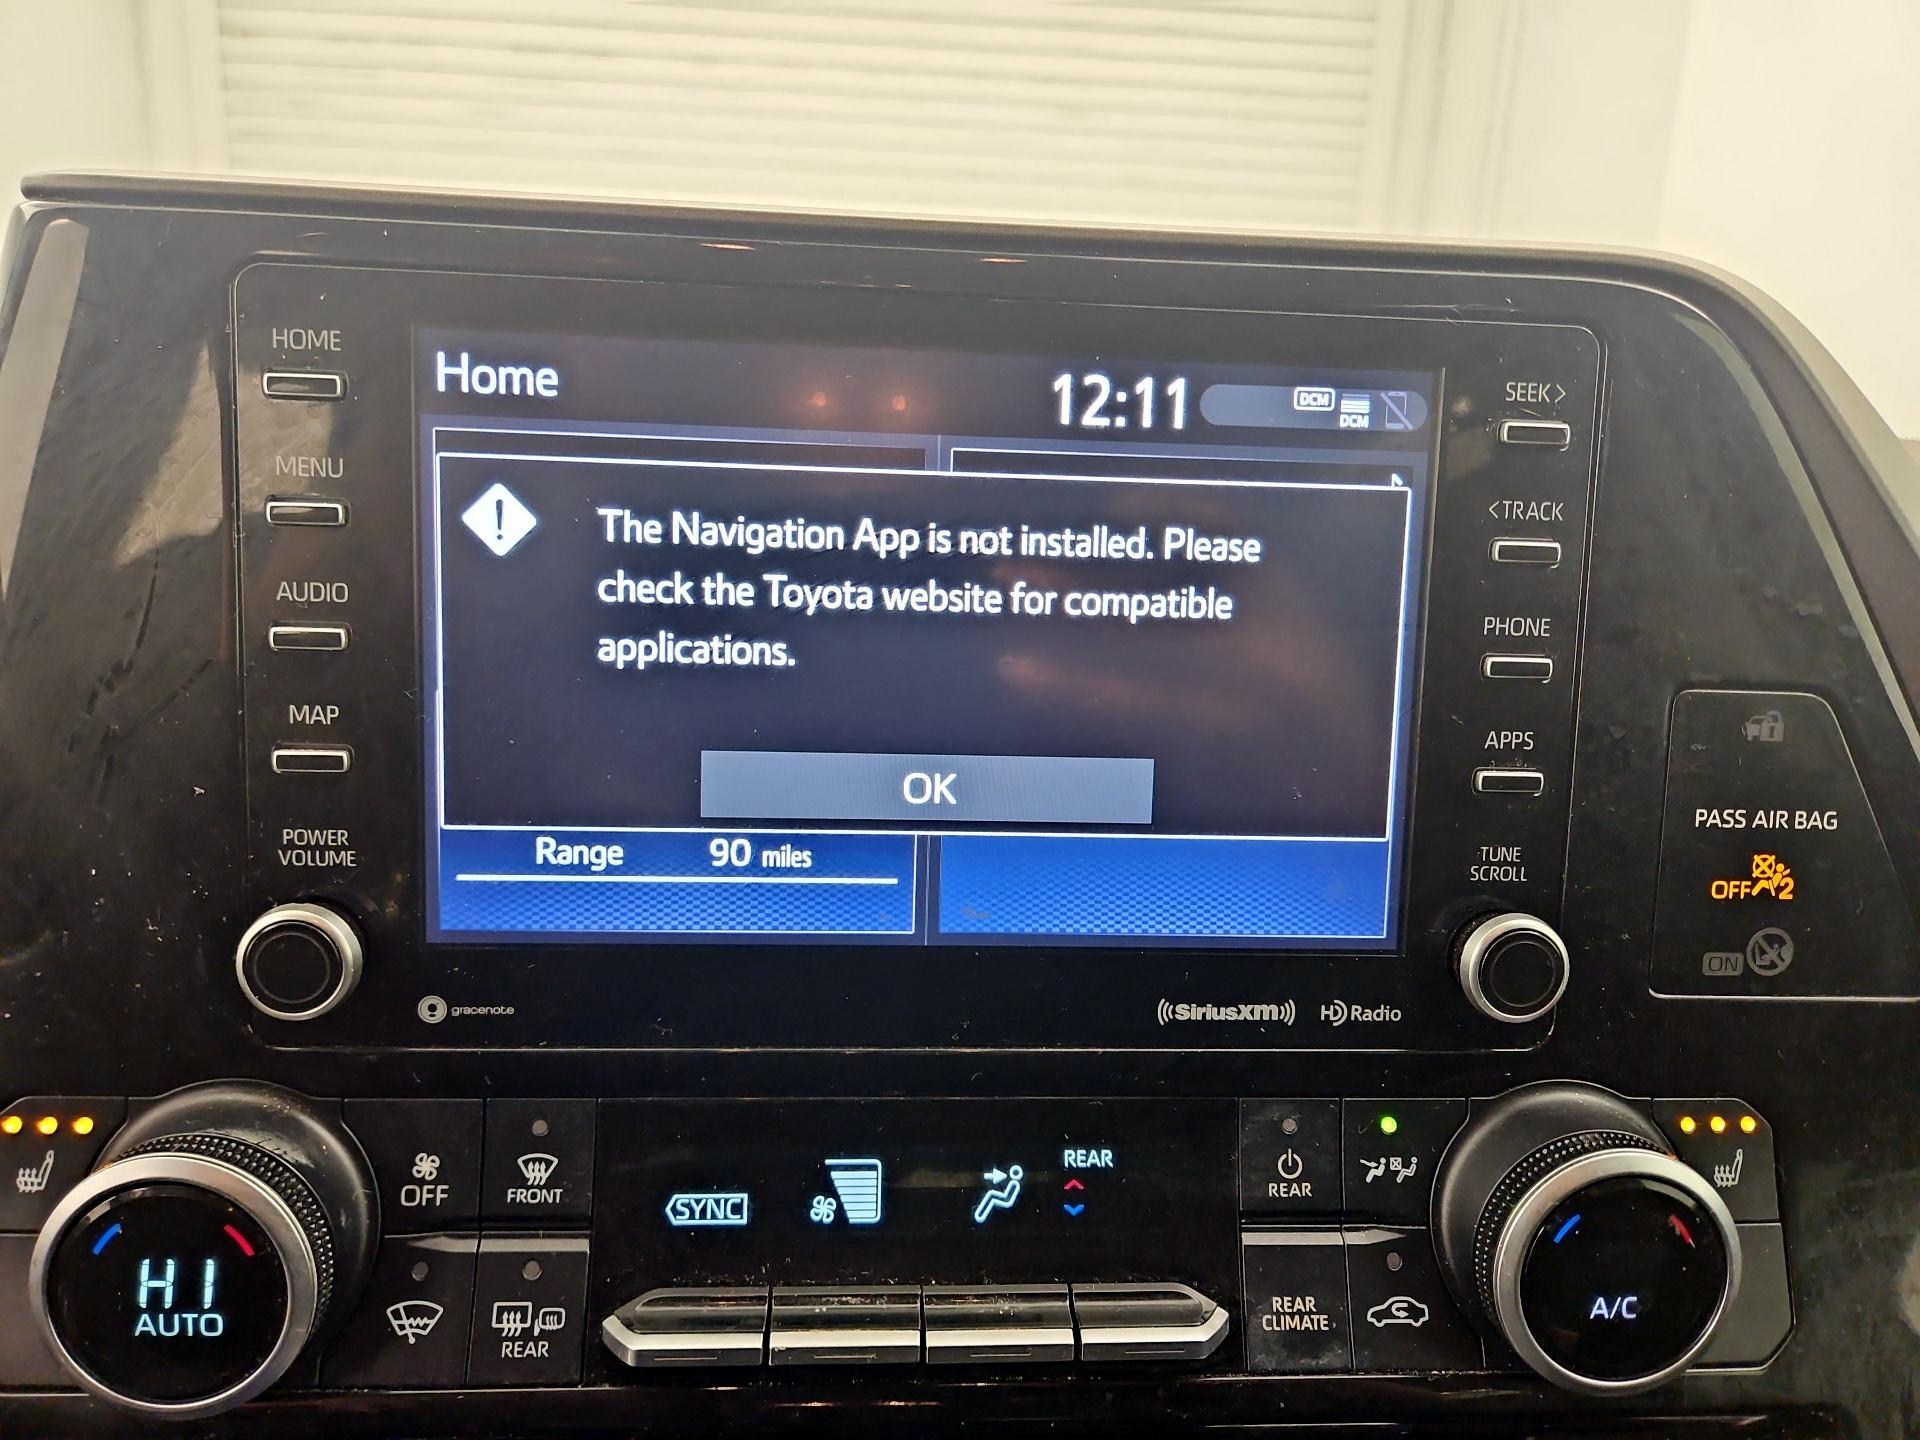 HOME
MENU
AUDIO
MAP
POWER
VOLUME
Home
12:11
DCM
DCM
The Navigation App is not installed. Please
check the Toyota website for compatible
applications.
OK
Range 90 miles
gracenote
SiriusXM
HD Radio
SEEK >
< TRACK
PHONE
APPS
TUNE
SCROLL
PASS AIR BAG
OFF 2
ON
HI
AUTO
OFF
FRONT
REAR
SYNC
REAR
REAR
REAR
CLIMATE
A/C